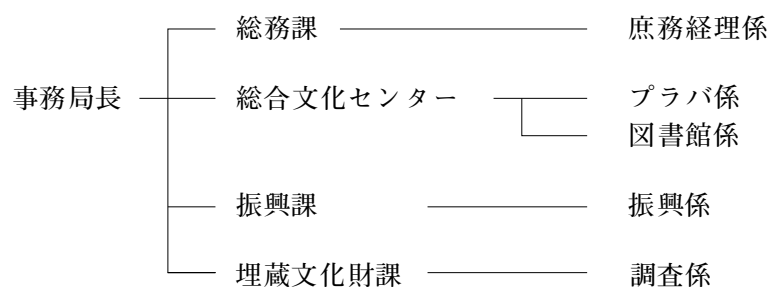 総務課 庶務経理係
事務局長 総合文化センター プラバ係
図書館係
振興課 振興係
埋蔵文化財課 調査係